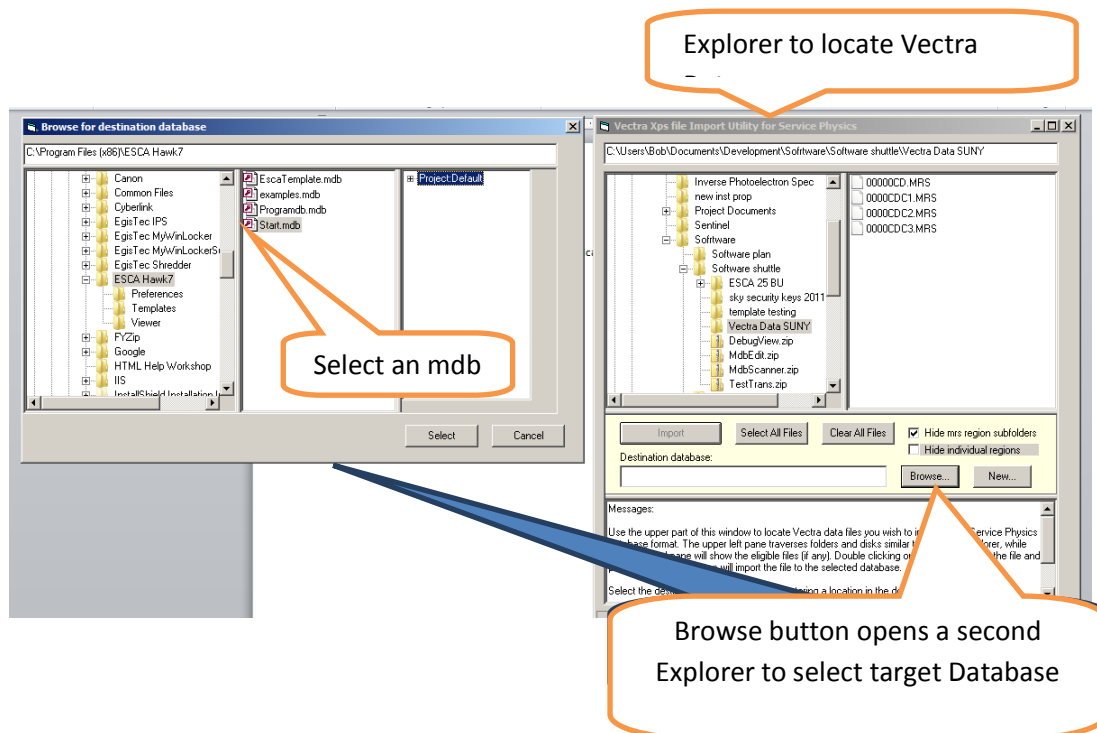 Explorer to locate Vectra
Browse for destination database
C:\Program Files (x86)\ESCA Hawk7
Canon
Common Files
Cyberlink
EgisTec IPS
EgisTec MyWinLocker
EgisTec MyWinLockerS
EgisTec Shredder
ESCA Hawk7
Preferences
Templates
Viewer
FYZip
Google
HTML Help Workshop
IIS
InstallShield Installation
EscaTemplate.mdb
examples.mdb
Programdb.mdb
Start.mdb
Project:Default
Select an mdb
Select Cancel
Vectra Xps file Import Utility for Service Physics
C:\Users\Bob\Documents\Development\Sofrtware\Software shuttle\Vectra Data SUNY
Inverse Photoelectron Spec
new inst prop
Project Documents
Sentinel
Sofrtware
Software plan
Software shuttle
ESCA 25 BU
sky security keys 2011
template testing
Vectra Data SUNY
DebugView.zip
MdbEdit.zip
MdbScanner.zip
TestTrans.zip
00000CD.MRS
0000CDC1.MRS
0000CDC2.MRS
0000CDC3.MRS
Import Select All Files Clear All Files Hide mrs region subfolders
Hide individual regions
Destination database:
Browse... New...
Messages:
Use the upper part of this window to locate Vectra data files you wish to Service Physics
database format. The upper left pane traverses folders and disks similar explorer, while
pane will show the eligible files (if any). Double clicking the file and
will import the file to the selected database.
Select the a location in the
Browse button opens a second
Explorer to select target Database